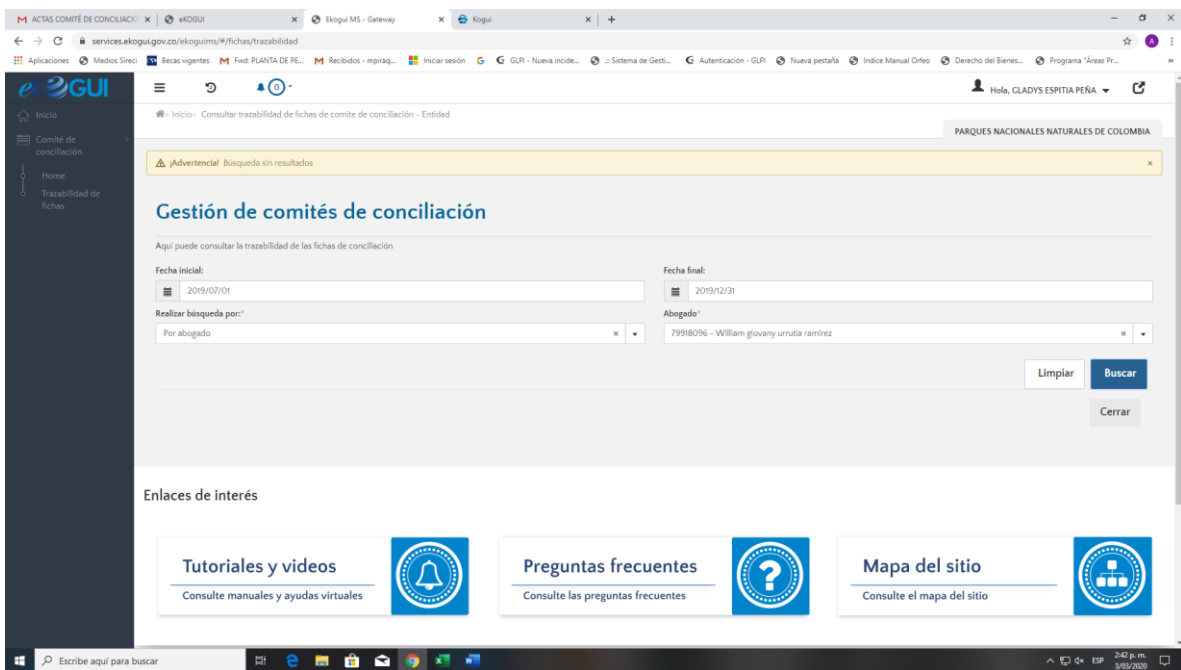 ACTAS COMITÉ DE CONCILIACIÓ
eKOGUI
Ekogui MS - Gateway
Kogui
services.ekogui.gov.co/ekoguims/#/fichas/trazabilidad
Aplicaciones
Medios Sireci
Becas vigentes
Fwd: PLANTA DE PE...
Recibidos - mpiraq...
Iniciar sesión
G
GLPI - Nueva incide...
.:: Sistema de Gesti...
Autenticación - GLPI
Nueva pestaña
Indice Manual Orfeo
Derecho del Bienes...
Programa "Áreas Pr...
»
e GUI
0
Hola, GLADYS ESPITIA PEÑA
Inicio
Comité de
conciliación
Home
Trazabilidad de
fichas
Inicio› Consultar trazabilidad de fichas de comite de conciliación - Entidad
PARQUES NACIONALES NATURALES DE COLOMBIA
¡Advertencia! Búsqueda sin resultados
Gestión de comités de conciliación
Aquí puede consultar la trazabilidad de las fichas de conciliación
Fecha inicial:
Fecha final:
2019/07/01
2019/12/31
Realizar búsqueda por:*
Abogado*
Por abogado
79918096 - William giovany urrutia ramirez
Limpiar
Buscar
Cerrar
Enlaces de interés
Tutoriales y videos
Consulte manuales y ayudas virtuales
Preguntas frecuentes
Consulte las preguntas frecuentes
?
Mapa del sitio
Consulte el mapa del sitio
Escribe aquí para buscar
ESP
2:42 p. m.
3/03/2020